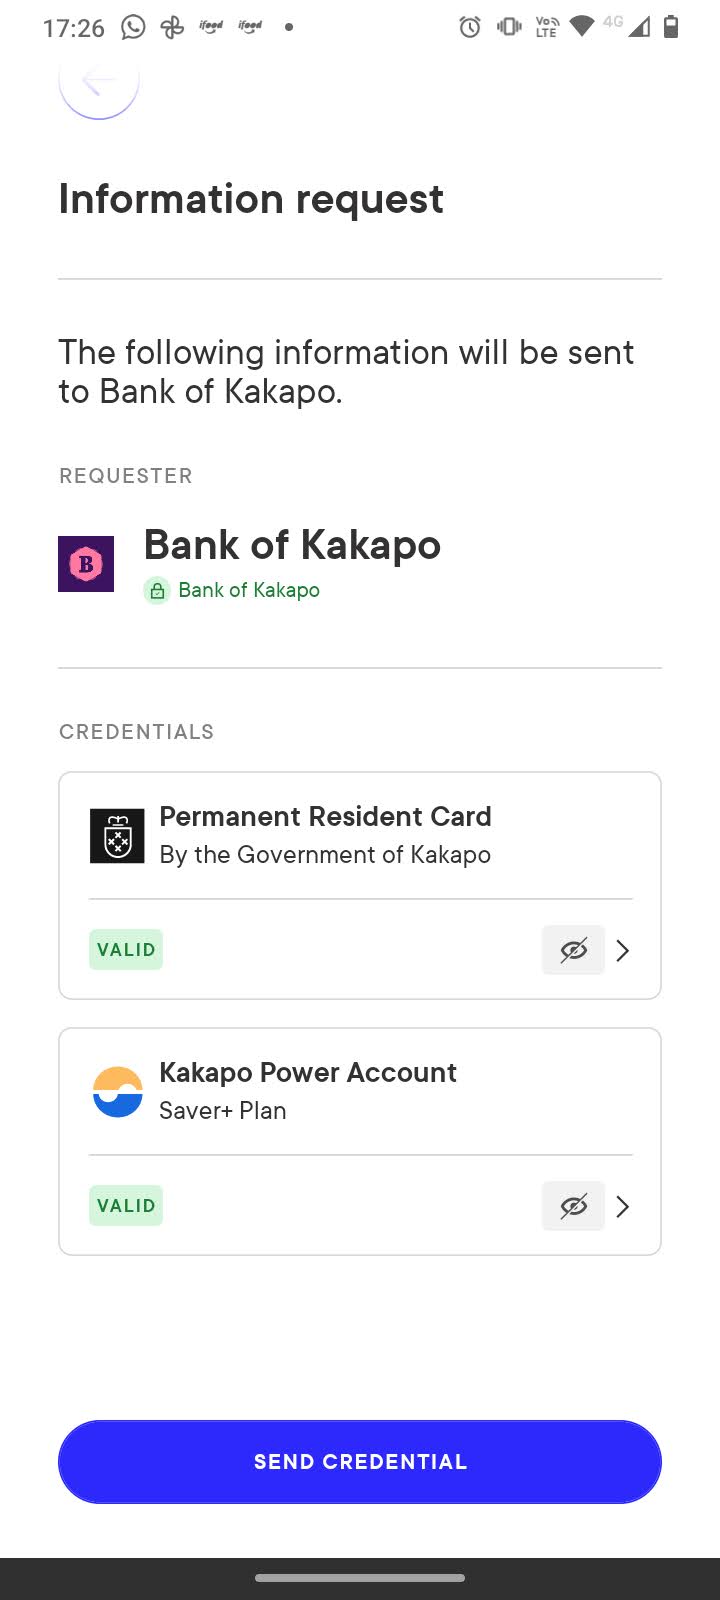 17:26
ifood ifood
Vo LTE 4G
Information request
The following information will be sent
to Bank of Kakapo.
REQUESTER
B
Bank of Kakapo
Bank of Kakapo
CREDENTIALS
Permanent Resident Card
By the Government of Kakapo
VALID
Kakapo Power Account
Saver+ Plan
VALID
SEND CREDENTIAL